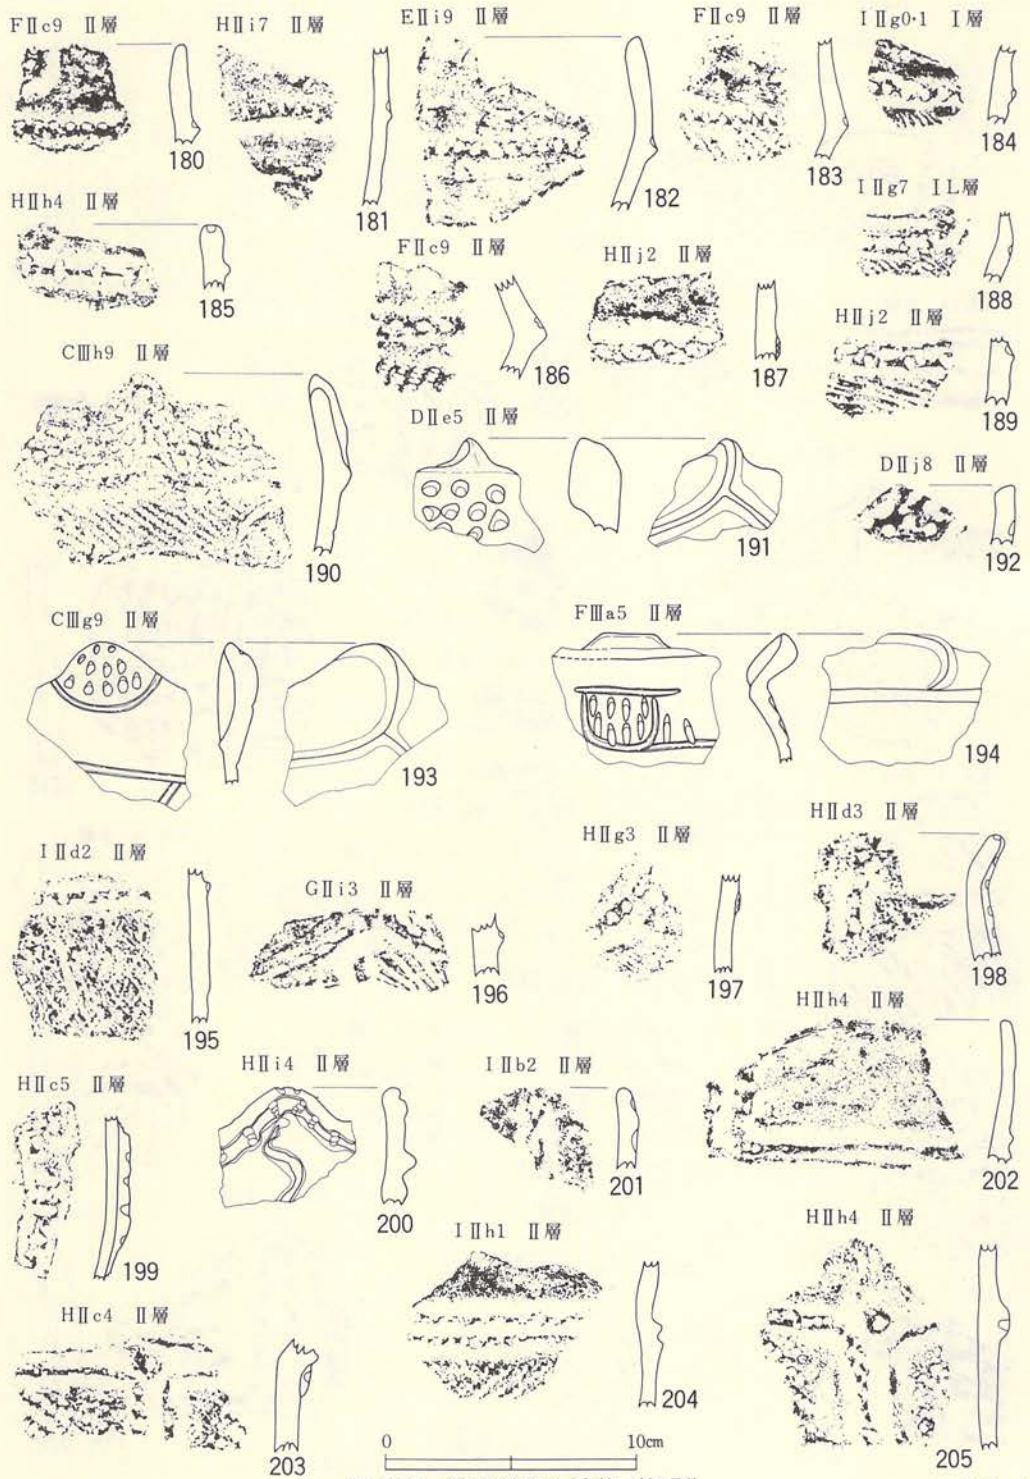 FⅡc9 Ⅱ層
HⅡi7 Ⅱ層
EⅡi9 Ⅱ層
FⅡc9 Ⅱ層
IⅡg0·1 Ⅰ層
180
181
182
183
184
HⅡh4 Ⅱ層
185
FⅡc9 Ⅱ層
186
HⅡj2 Ⅱ層
187
IⅡg7 ⅠL層
188
HⅡj2 Ⅱ層
189
CⅢh9 Ⅱ層
190
DⅡe5 Ⅱ層
191
DⅡj8 Ⅱ層
192
CⅢg9 Ⅱ層
193
FⅢa5 Ⅱ層
194
IⅡd2 Ⅱ層
195
GⅡi3 Ⅱ層
196
HⅡg3 Ⅱ層
197
HⅡd3 Ⅱ層
198
HⅡc5 Ⅱ層
199
HⅡi4 Ⅱ層
200
IⅡb2 Ⅱ層
201
HⅡh4 Ⅱ層
202
HⅡc4 Ⅱ層
203
IⅡh1 Ⅱ層
204
HⅡh4 Ⅱ層
205
0 10cm